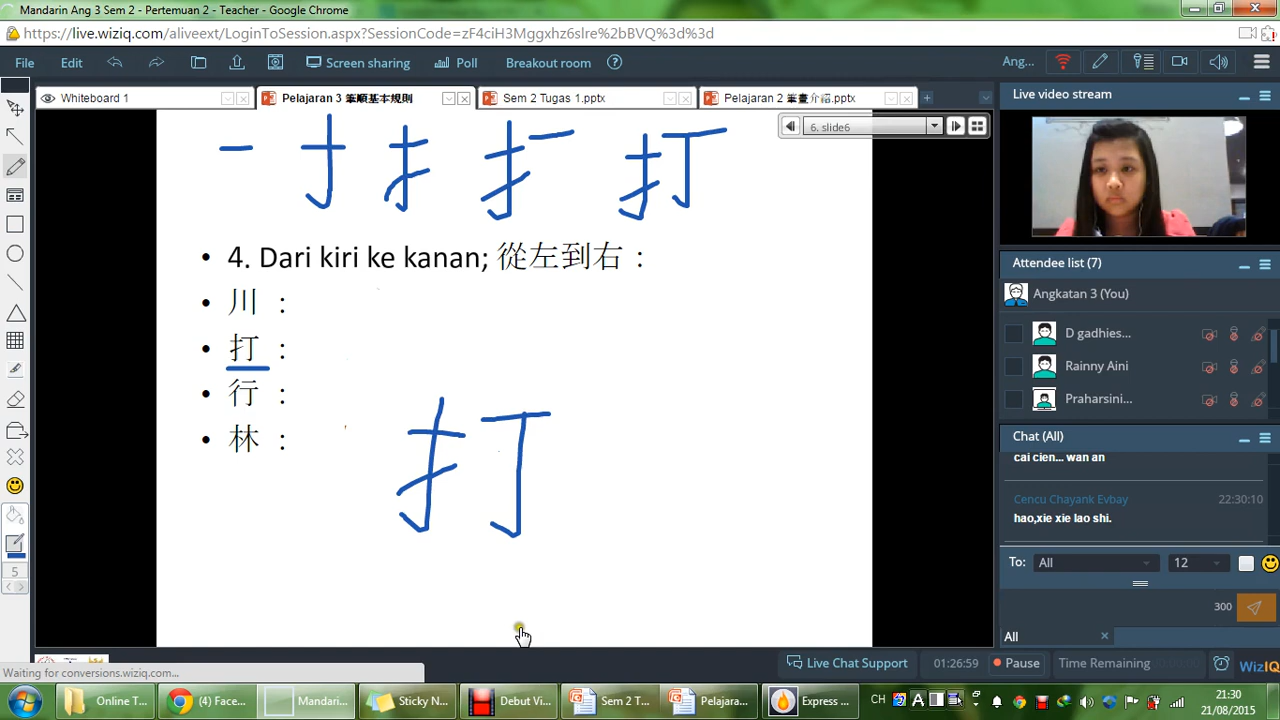 Mandarin Ang 3 Sem 2 - Pertemuan 2 - Teacher - Google Chrome
https://live.wiziq.com/aliveext/LoginToSession.aspx?SessionCode=zF4ciH3Mggxhz6slre%2bBVQ%3d%3d
File Edit Screen sharing Poll Breakout room ? Ang...
Whiteboard 1 Pelajaran 3 筆順基本規則 Sem 2 Tugas 1.pptx Pelajaran 2 筆畫介紹.pptx
6. slide6
打
• 4. Dari kiri ke kanan; 從左到右：
• 川：
• 打：
• 行：
• 林：
打
5
Live video stream
Attendee list (7)
Angkatan 3 (You)
D gadhies...
Rainny Aini
Praharsini...
Chat (All)
cai cien... wan an
Cencu Chayank Evbay 22:30:10
hao,xie xie lao shi.
To: All 12
300
All
Waiting for conversions.wiziq.com...
Live Chat Support 01:26:59 Pause Time Remaining WizIQ
Online T... (4) Face... Mandari... Sticky N... Debut Vi... Sem 2 T... Pelajara... Express ... CH
21:30
21/08/2015